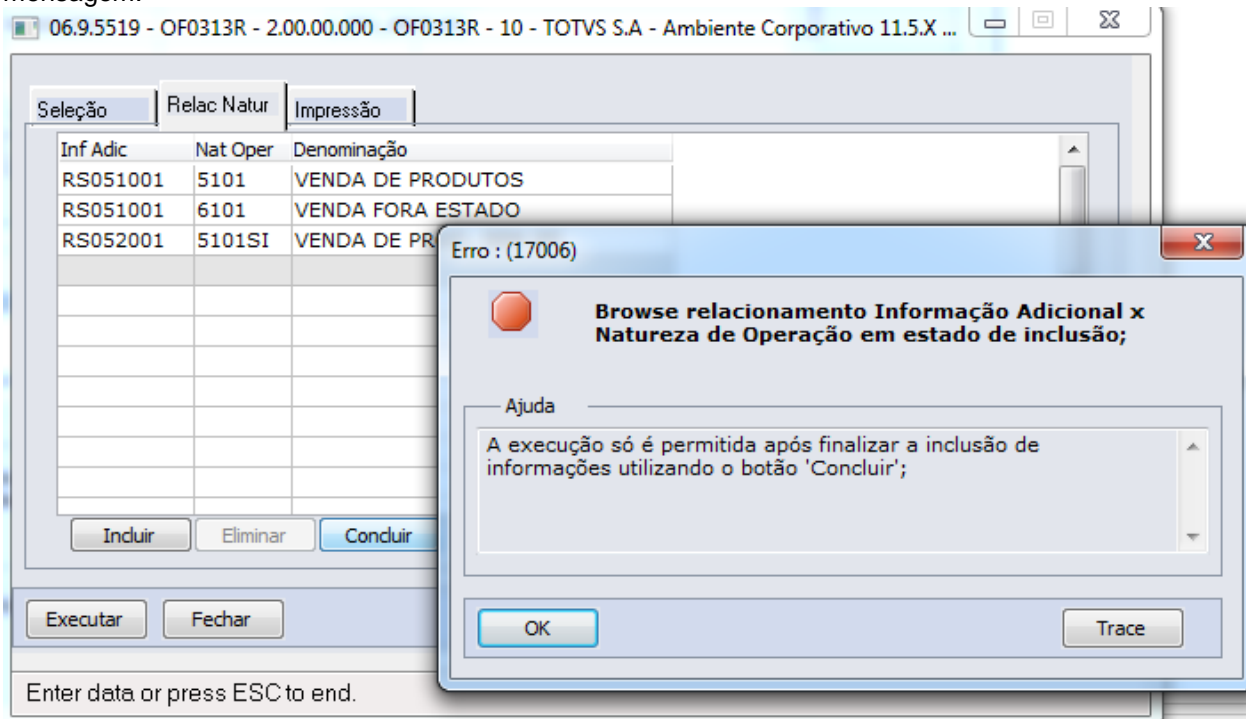 mensagem.
06.9.5519 - OF0313R - 2.00.00.000 - OF0313R - 10 - TOTVS S.A - Ambiente Corporativo 11.5.X ...
Seleção Relac Natur Impressão
Inf Adic Nat Oper Denominação
RS051001 5101 VENDA DE PRODUTOS
RS051001 6101 VENDA FORA ESTADO
RS052001 5101SI VENDA DE PR
Erro : (17006)
Browse relacionamento Informação Adicional x
Natureza de Operação em estado de inclusão;
Ajuda
A execução só é permitida após finalizar a inclusão de
informações utilizando o botão 'Concluir';
Incluir Eliminar Concluir
Executar Fechar
OK Trace
Enter data or press ESC to end.